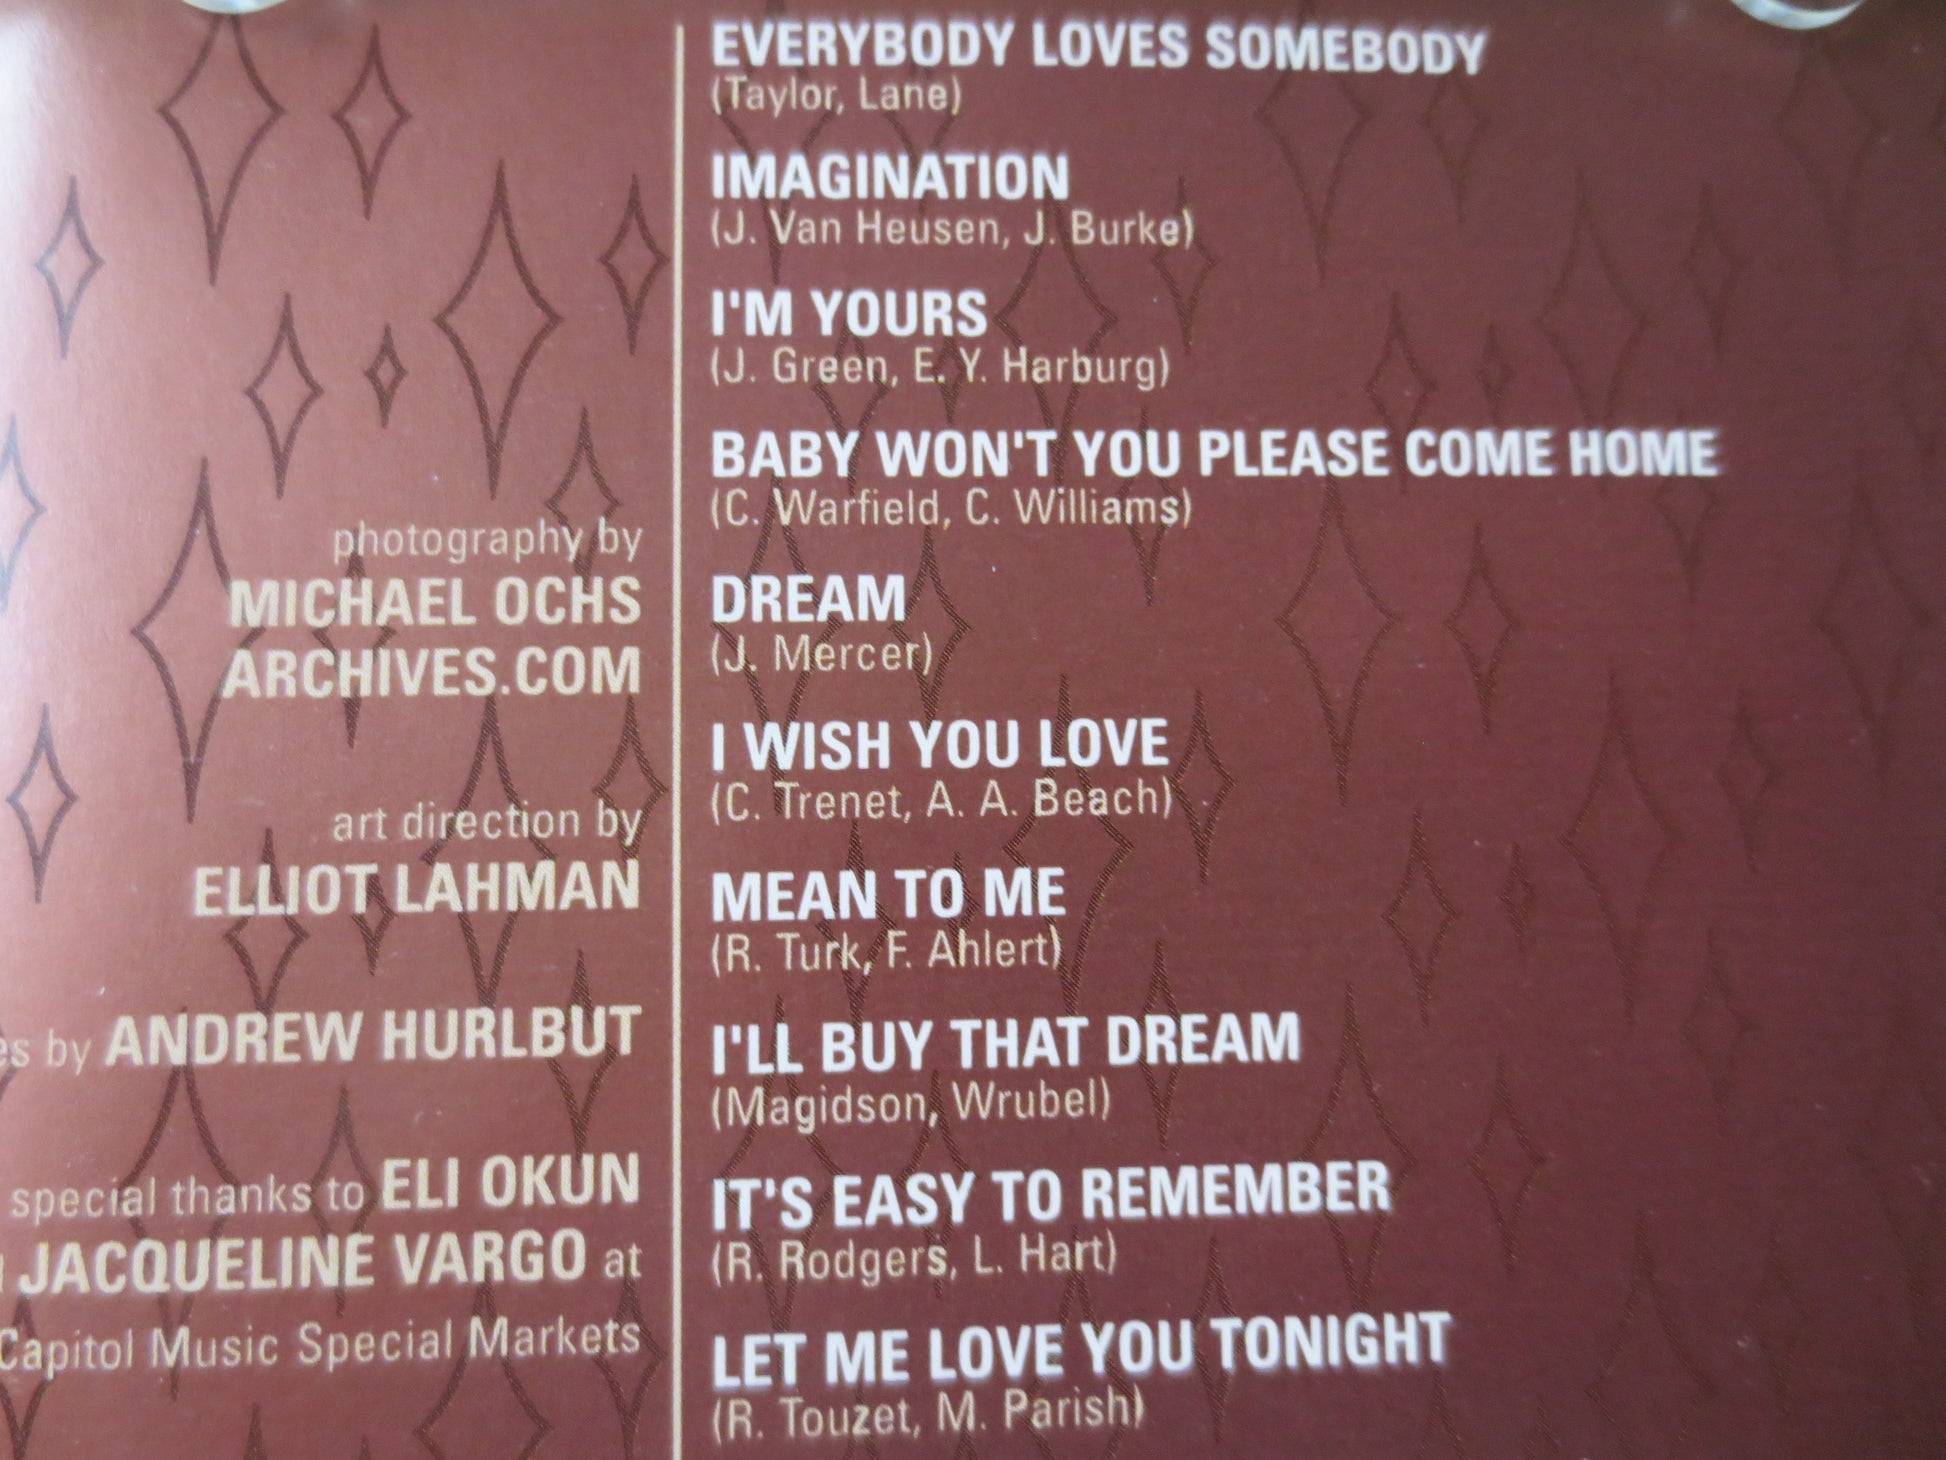 photography by
MICHAEL OCHS
ARCHIVES.COM
art direction by
ELLIOT LAHMAN
by ANDREW HURLBUT
special thanks to ELI OKUN
JACQUELINE VARGO at
Capitol Music Special Markets
EVERYBODY LOVES SOMEBODY
(Taylor, Lane)
IMAGINATION
(J. Van Heusen, J. Burke)
I'M YOURS
(J. Green, E. Y. Harburg)
BABY WON'T YOU PLEASE COME HOME
(C. Warfield, C. Williams)
DREAM
(J. Mercer)
I WISH YOU LOVE
(C. Trenet, A. A. Beach)
MEAN TO ME
(R. Turk, F. Ahlert)
I'LL BUY THAT DREAM
(Magidson, Wrubel)
IT'S EASY TO REMEMBER
(R. Rodgers, L. Hart)
LET ME LOVE YOU TONIGHT
(R. Touzet, M. Parish)